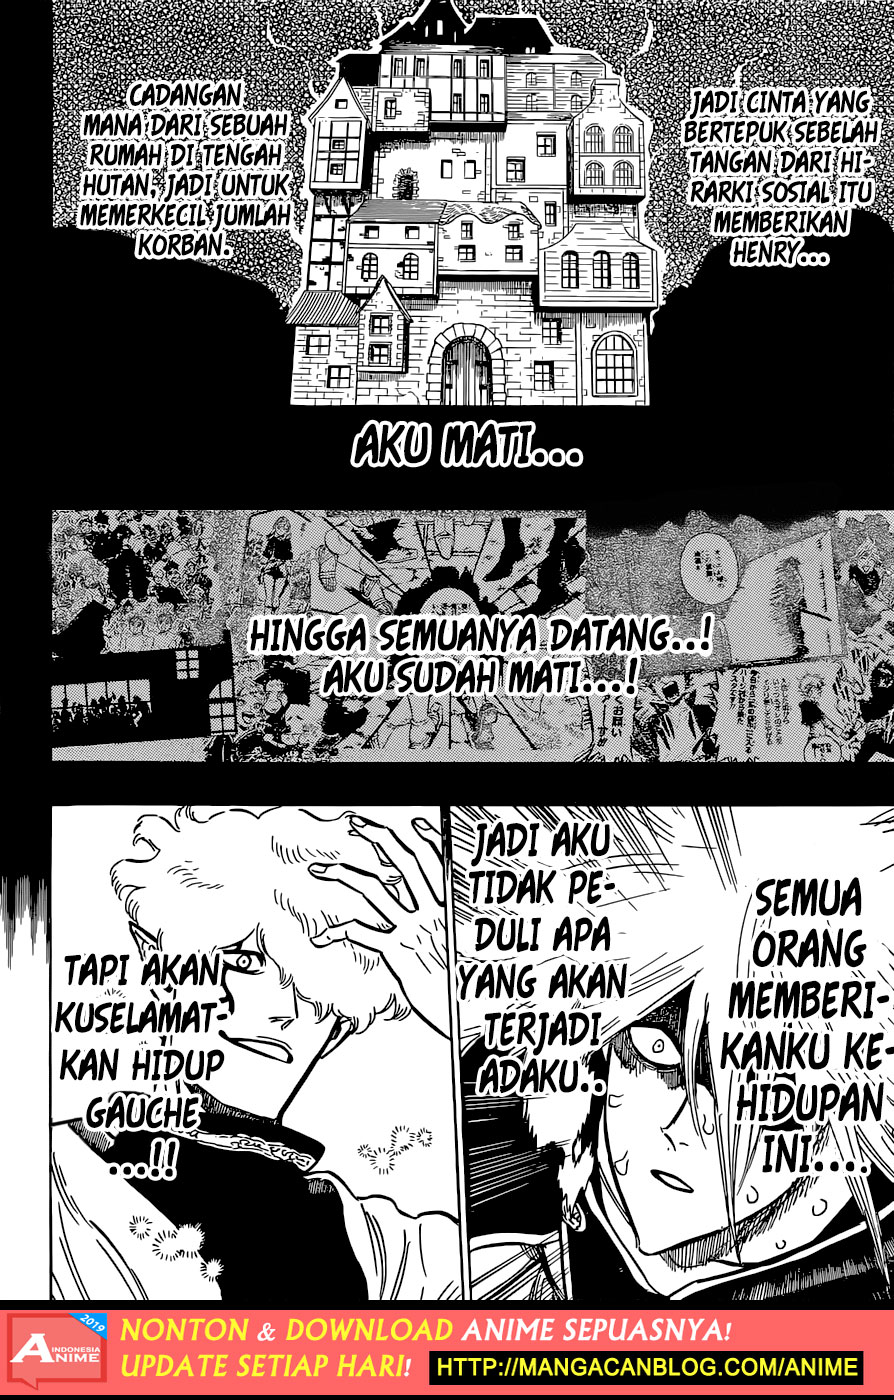 JADI CINTA YANG
BERTEPUK SEBELAH
TANGAN DARI HI-
RARKI SOSIAL ITU
MEMBERIKAN
HENRY...
CADANGAN
MANA DARI SEBUAH
RUMAH DI TENGAH
HUTAN, JADI UNTUK
MEMERKECIL JUMLAH
KORBAN.
AKU MATI...
HINGGA SEMUANYA DATANG..!
AKU SUDAH MATI...!
SEMUA
ORANG
MEMBERI-
KANKU KE-
HIDUPAN
INI....
JADI AKU
TIDAK PE-
DULI APA
YANG AKAN
TERJADI
ADAKU..
TAPI AKAN
KUSELAMAT-
KAN HIDUP
GAUCHE
...!!
2019
INDONESIA
ANIME
NONTON & DOWNLOAD ANIME SEPUASNYA!
UPDATE SETIAP HARI!
HTTP://MANGACANBLOG.COM/ANIME